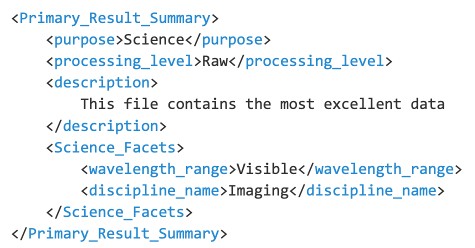 <Primary_Result_Summary>
    <purpose>Science</purpose>
    <processing_level>Raw</processing_level>
    <description>
        This file contains the most excellent data
    </description>
    <Science_Facets>
        <wavelength_range>Visible</wavelength_range>
        <discipline_name>Imaging</discipline_name>
    </Science_Facets>
</Primary_Result_Summary>